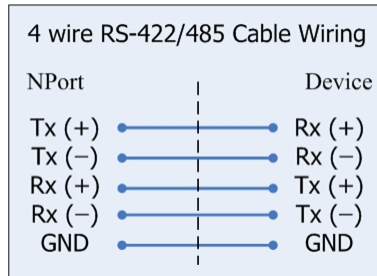 4 wire RS-422/485 Cable Wiring
NPort Device
Tx (+) Rx (+)
Tx (−) Rx (−)
Rx (+) Tx (+)
Rx (−) Tx (−)
GND GND